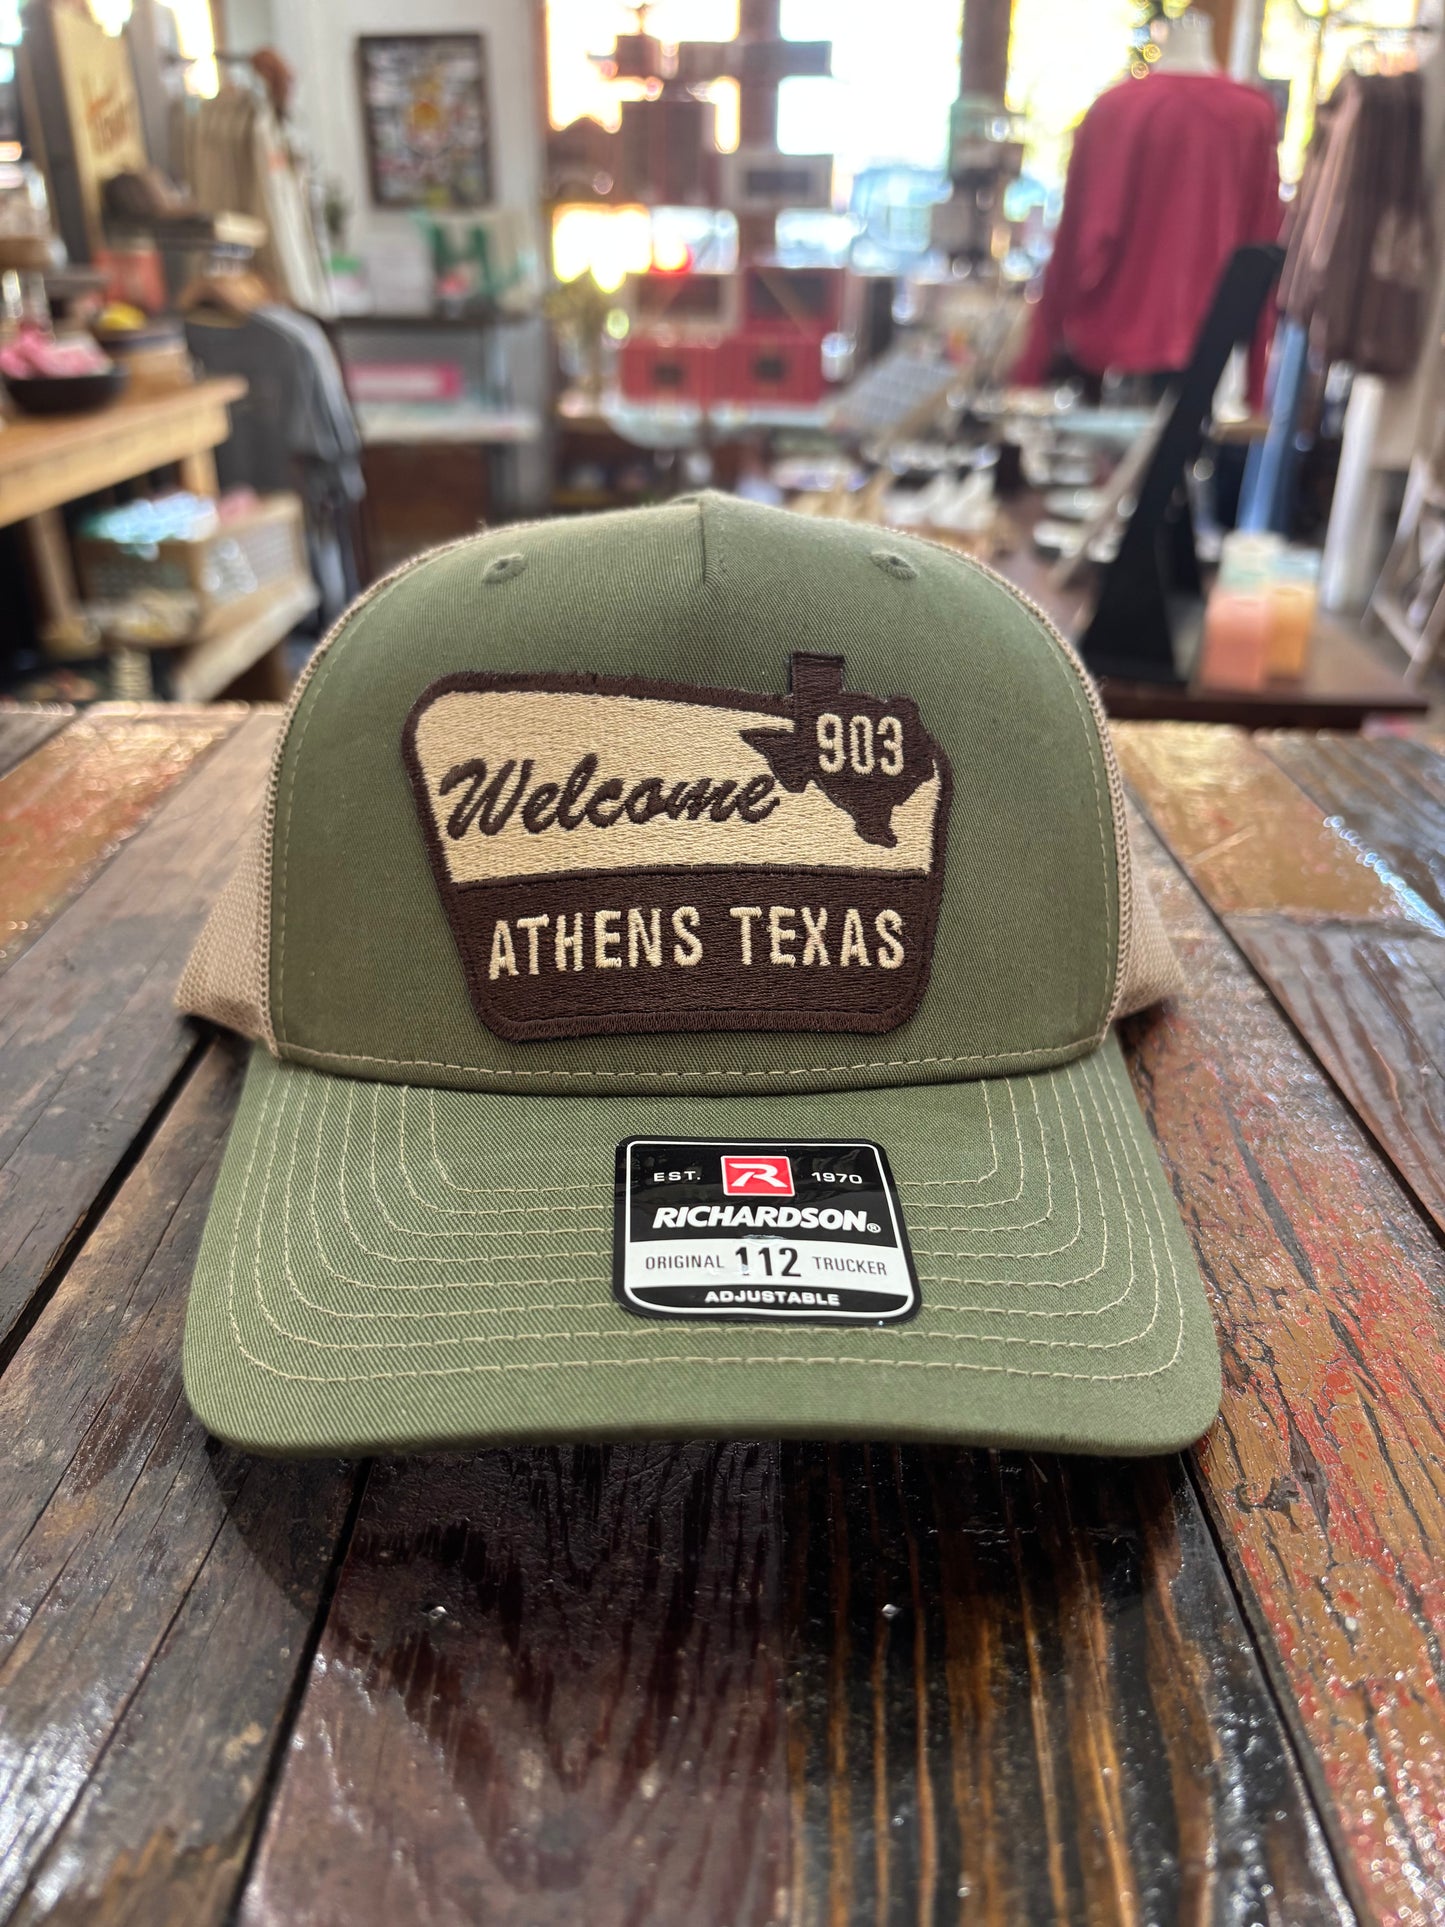 903
Welcome
ATHENS TEXAS
EST. R 1970
RICHARDSON®
ORIGINAL 112 TRUCKER
ADJUSTABLE